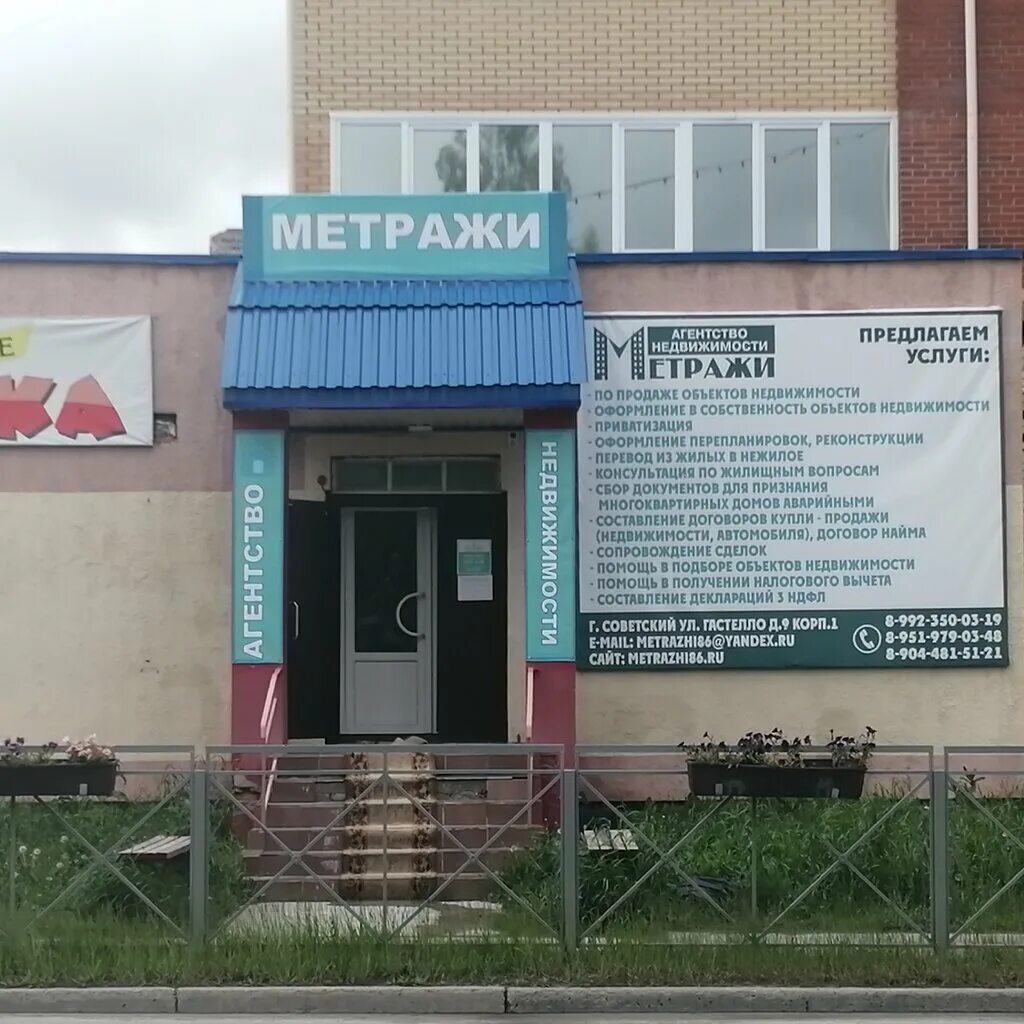 МЕТРАЖИ
Е
КА
АГЕНТСТВО -
НЕДВИЖИМОСТИ
АГЕНТСТВО
НЕДВИЖИМОСТИ
МЕТРАЖИ
ПРЕДЛАГАЕМ
УСЛУГИ:
- ПО ПРОДАЖЕ ОБЪЕКТОВ НЕДВИЖИМОСТИ
- ОФОРМЛЕНИЕ В СОБСТВЕННОСТЬ ОБЪЕКТОВ НЕДВИЖИМОСТИ
- ПРИВАТИЗАЦИЯ
- ОФОРМЛЕНИЕ ПЕРЕПЛАНИРОВОК, РЕКОНСТРУКЦИИ
- ПЕРЕВОД ИЗ ЖИЛЫХ В НЕЖИЛОЕ
- КОНСУЛЬТАЦИЯ ПО ЖИЛИЩНЫМ ВОПРОСАМ
- СБОР ДОКУМЕНТОВ ДЛЯ ПРИЗНАНИЯ
МНОГОКВАРТИРНЫХ ДОМОВ АВАРИЙНЫМИ
- СОСТАВЛЕНИЕ ДОГОВОРОВ КУПЛИ - ПРОДАЖИ
(НЕДВИЖИМОСТИ, АВТОМОБИЛЯ), ДОГОВОР НАЙМА
- СОПРОВОЖДЕНИЕ СДЕЛОК
- ПОМОЩЬ В ПОДБОРЕ ОБЪЕКТОВ НЕДВИЖИМОСТИ
- ПОМОЩЬ В ПОЛУЧЕНИИ НАЛОГОВОГО ВЫЧЕТА
- СОСТАВЛЕНИЕ ДЕКЛАРАЦИЙ 3 НДФЛ
Г. СОВЕТСКИЙ УЛ. ГАСТЕЛЛО Д.9 КОРП.1
E-MAIL: METRAZHI86@YANDEX.RU
САЙТ: METRAZHI86.RU
8-992-350-03-19
8-951-979-03-48
8-904-481-51-21